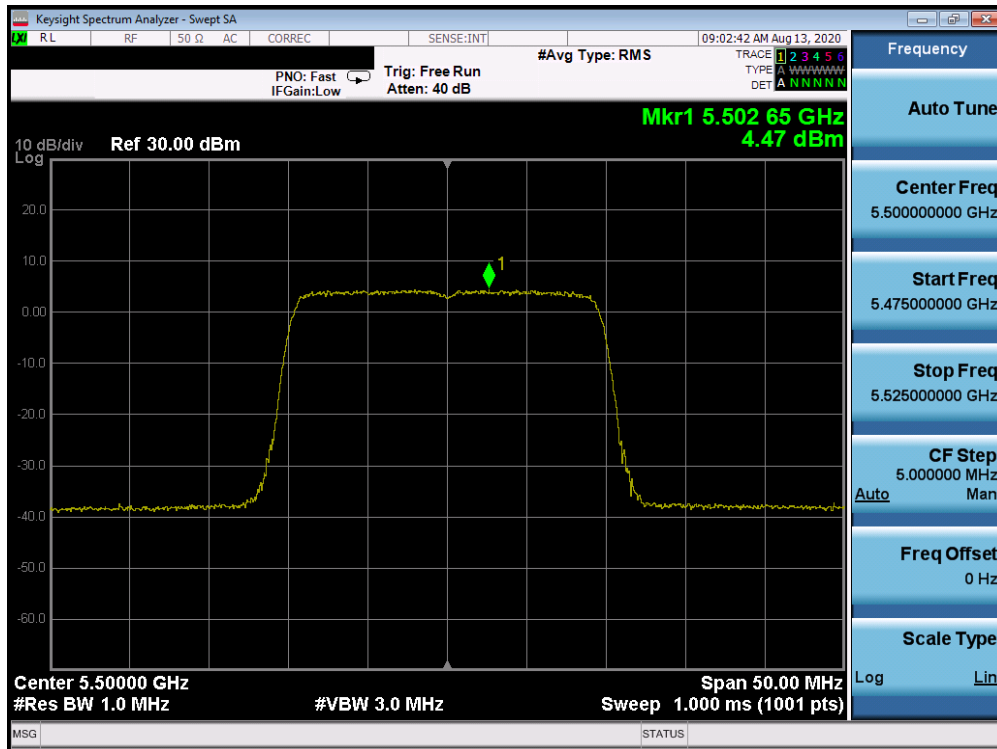 Keysight Spectrum Analyzer - Swept SA
LXI RL RF 50 Ω AC CORREC SENSE:INT 09:02:42 AM Aug 13, 2020
#Avg Type: RMS
TRACE 1 2 3 4 5 6
TYPE A WWWWW
DET A N N N N N
PNO: Fast
IFGain:Low
Trig: Free Run
Atten: 40 dB
Mkr1 5.502 65 GHz
4.47 dBm
10 dB/div
Log
Ref 30.00 dBm
1
20.0
10.0
0.00
-10.0
-20.0
-30.0
-40.0
-50.0
-60.0
Center 5.50000 GHz
Span 50.00 MHz
#Res BW 1.0 MHz
#VBW 3.0 MHz
Sweep 1.000 ms (1001 pts)
MSG
STATUS
Frequency
Auto Tune
Center Freq
5.500000000 GHz
Start Freq
5.475000000 GHz
Stop Freq
5.525000000 GHz
CF Step
5.000000 MHz
Auto Man
Freq Offset
0 Hz
Scale Type
Log Lin